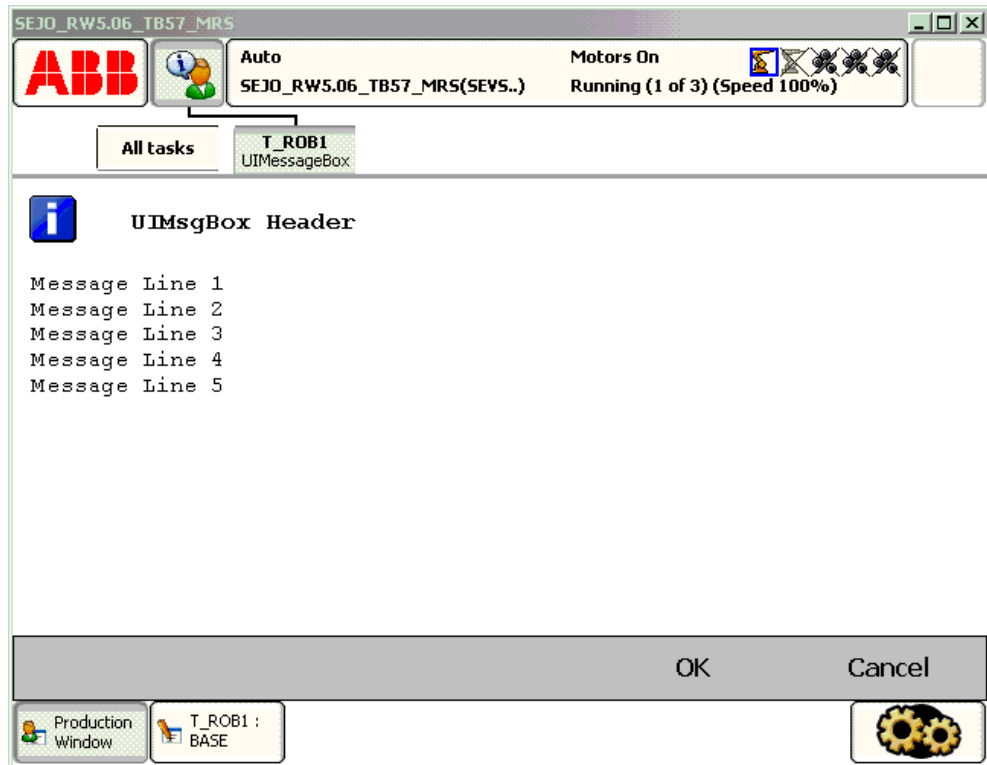 SEJO_RW5.06_TB57_MRS
ABB
Auto
SEJO_RW5.06_TB57_MRS(SEVS..)
Motors On
Running (1 of 3) (Speed 100%)
All tasks
T_ROB1
UIMessageBox
UIMsgBox Header
Message Line 1
Message Line 2
Message Line 3
Message Line 4
Message Line 5
OK
Cancel
Production
Window
T_ROB1 :
BASE